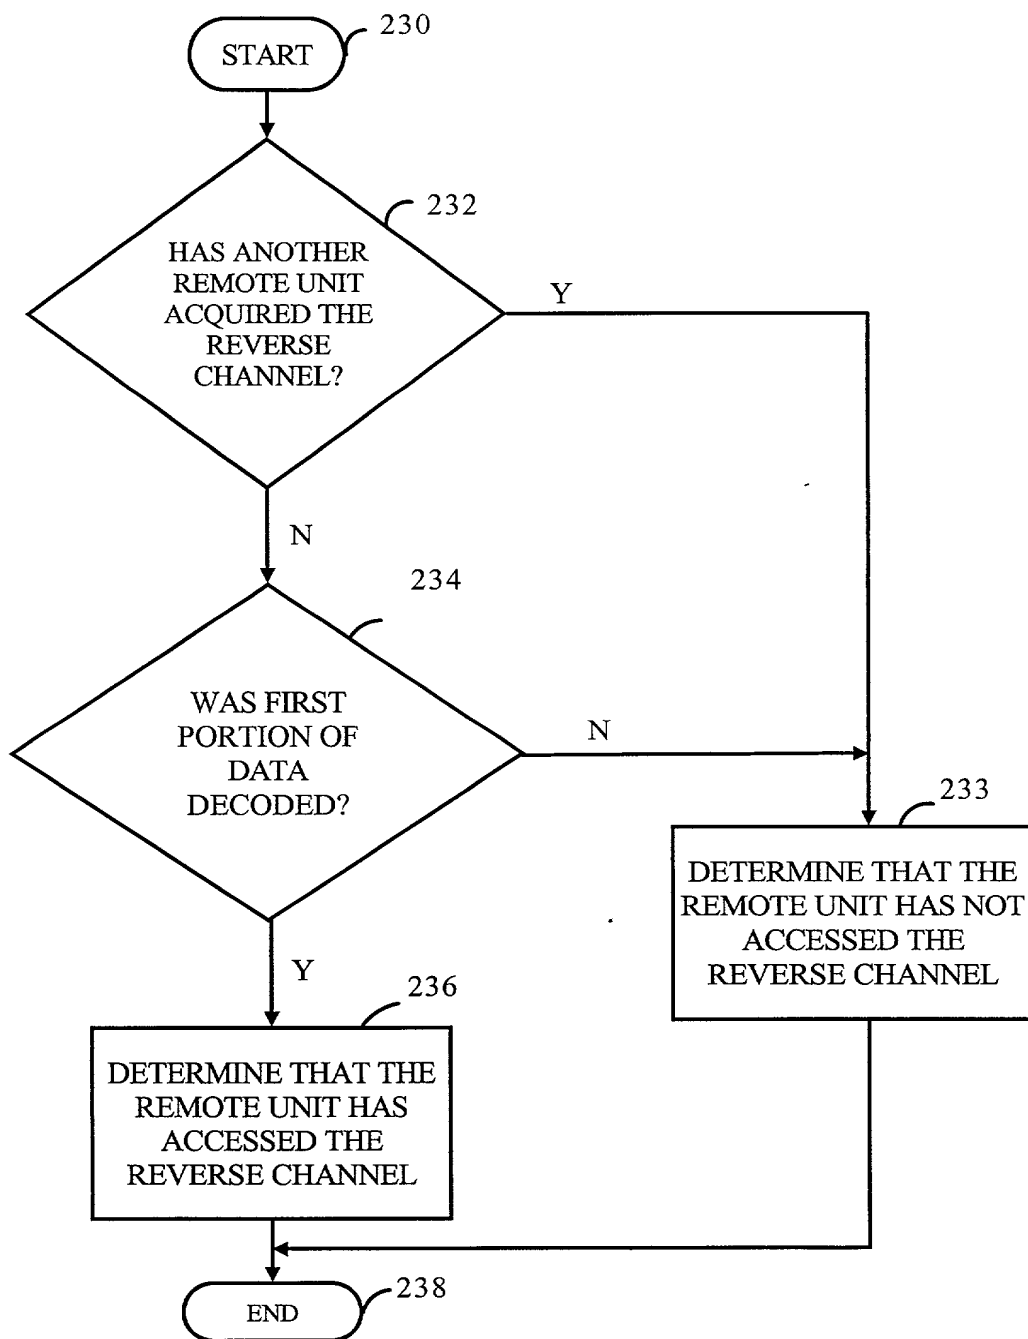 230
START
232
HAS ANOTHER
REMOTE UNIT
ACQUIRED THE
REVERSE
CHANNEL?
Y
N
234
WAS FIRST
PORTION OF
DATA
DECODED?
N
233
DETERMINE THAT THE
REMOTE UNIT HAS NOT
ACCESSED THE
REVERSE CHANNEL
Y
236
DETERMINE THAT THE
REMOTE UNIT HAS
ACCESSED THE
REVERSE CHANNEL
238
END